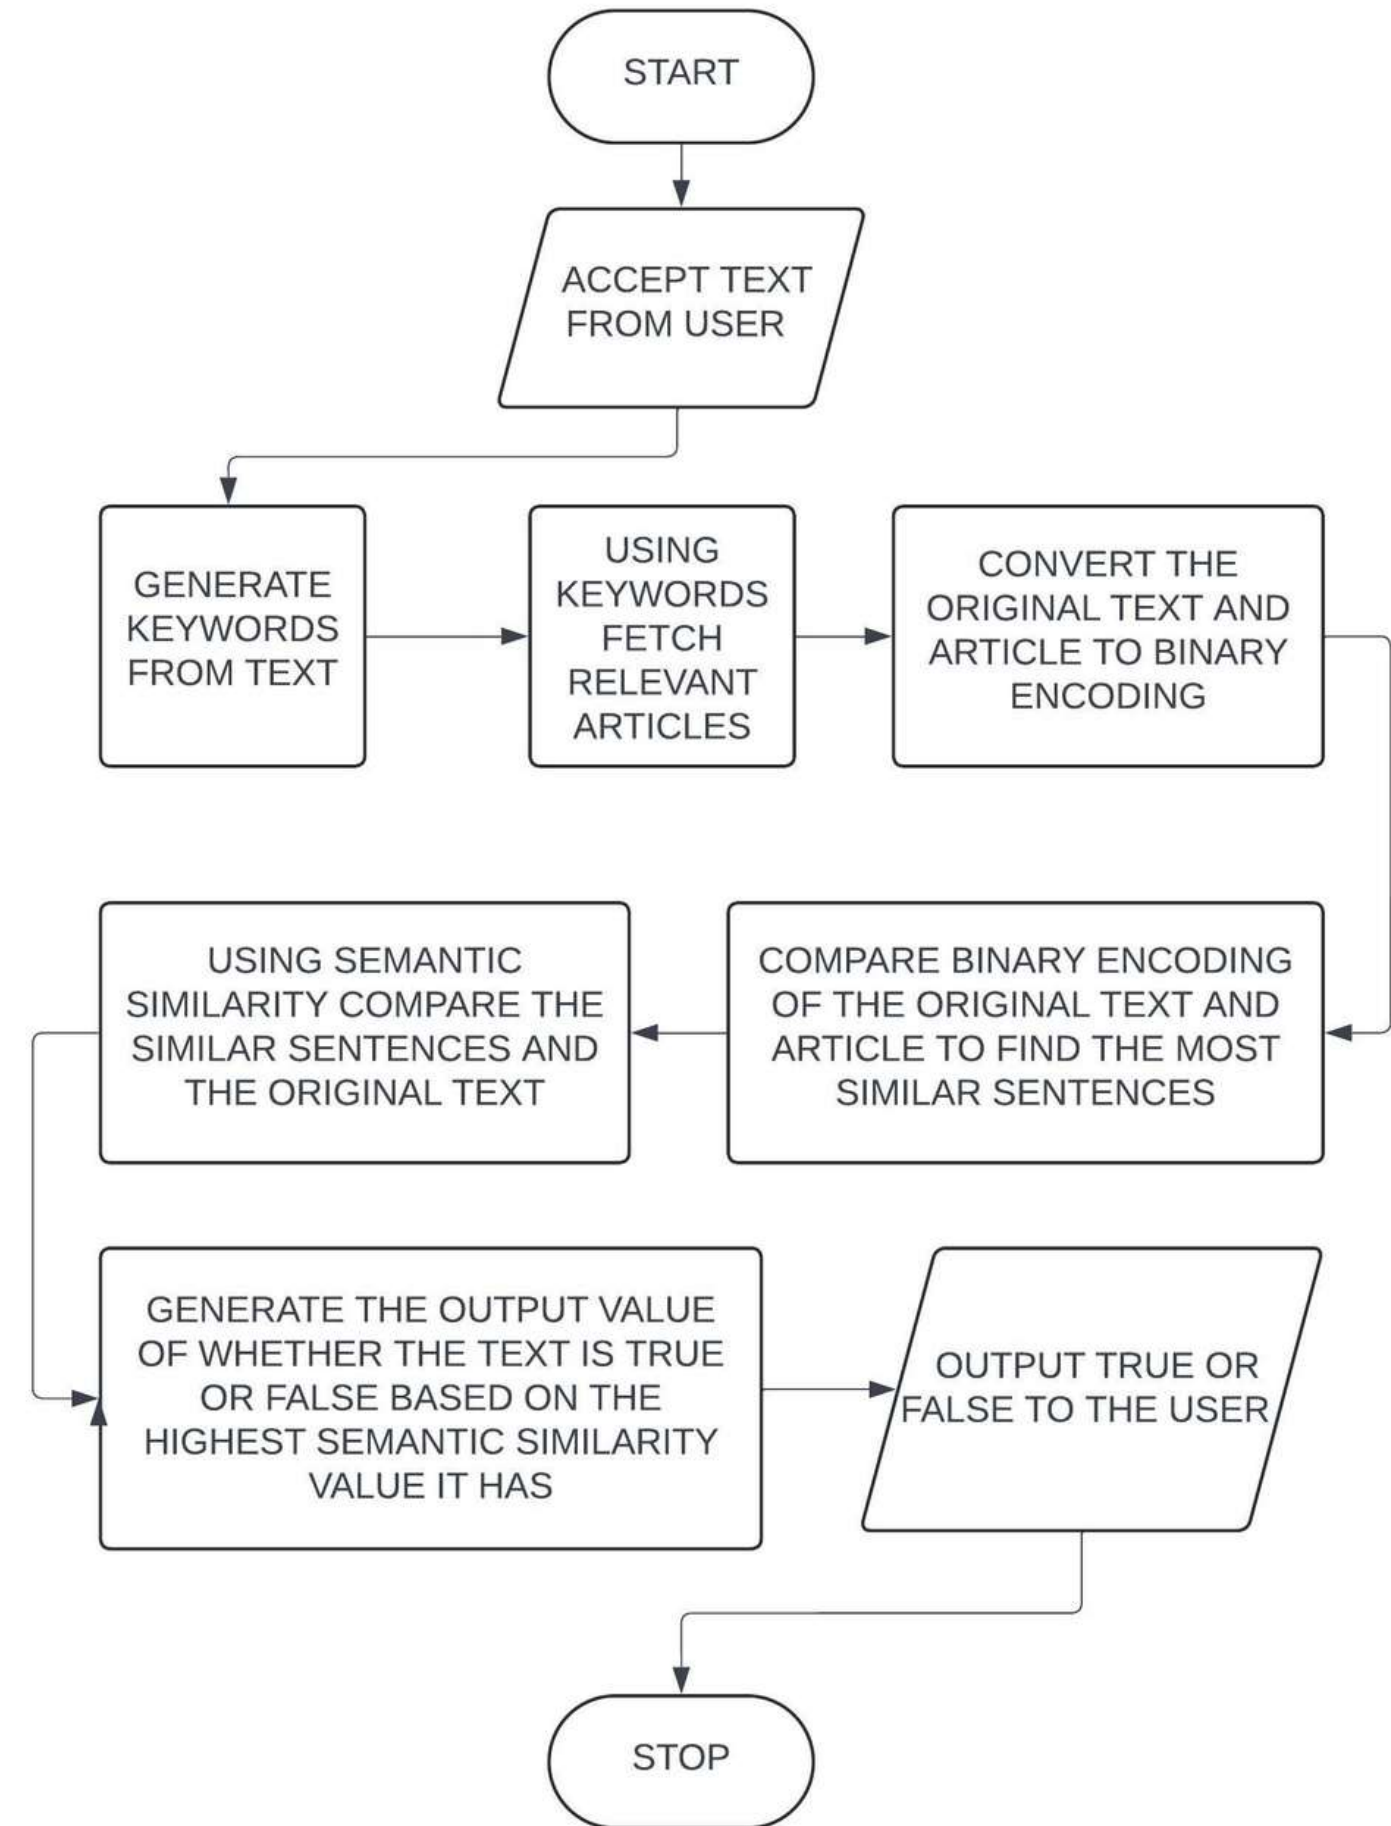 START
ACCEPT TEXT
FROM USER
GENERATE
KEYWORDS
FROM TEXT
USING
KEYWORDS
FETCH
RELEVANT
ARTICLES
CONVERT THE
ORIGINAL TEXT AND
ARTICLE TO BINARY
ENCODING
COMPARE BINARY ENCODING
OF THE ORIGINAL TEXT AND
ARTICLE TO FIND THE MOST
SIMILAR SENTENCES
USING SEMANTIC
SIMILARITY COMPARE THE
SIMILAR SENTENCES AND
THE ORIGINAL TEXT
GENERATE THE OUTPUT VALUE
OF WHETHER THE TEXT IS TRUE
OR FALSE BASED ON THE
HIGHEST SEMANTIC SIMILARITY
VALUE IT HAS
OUTPUT TRUE OR
FALSE TO THE USER
STOP